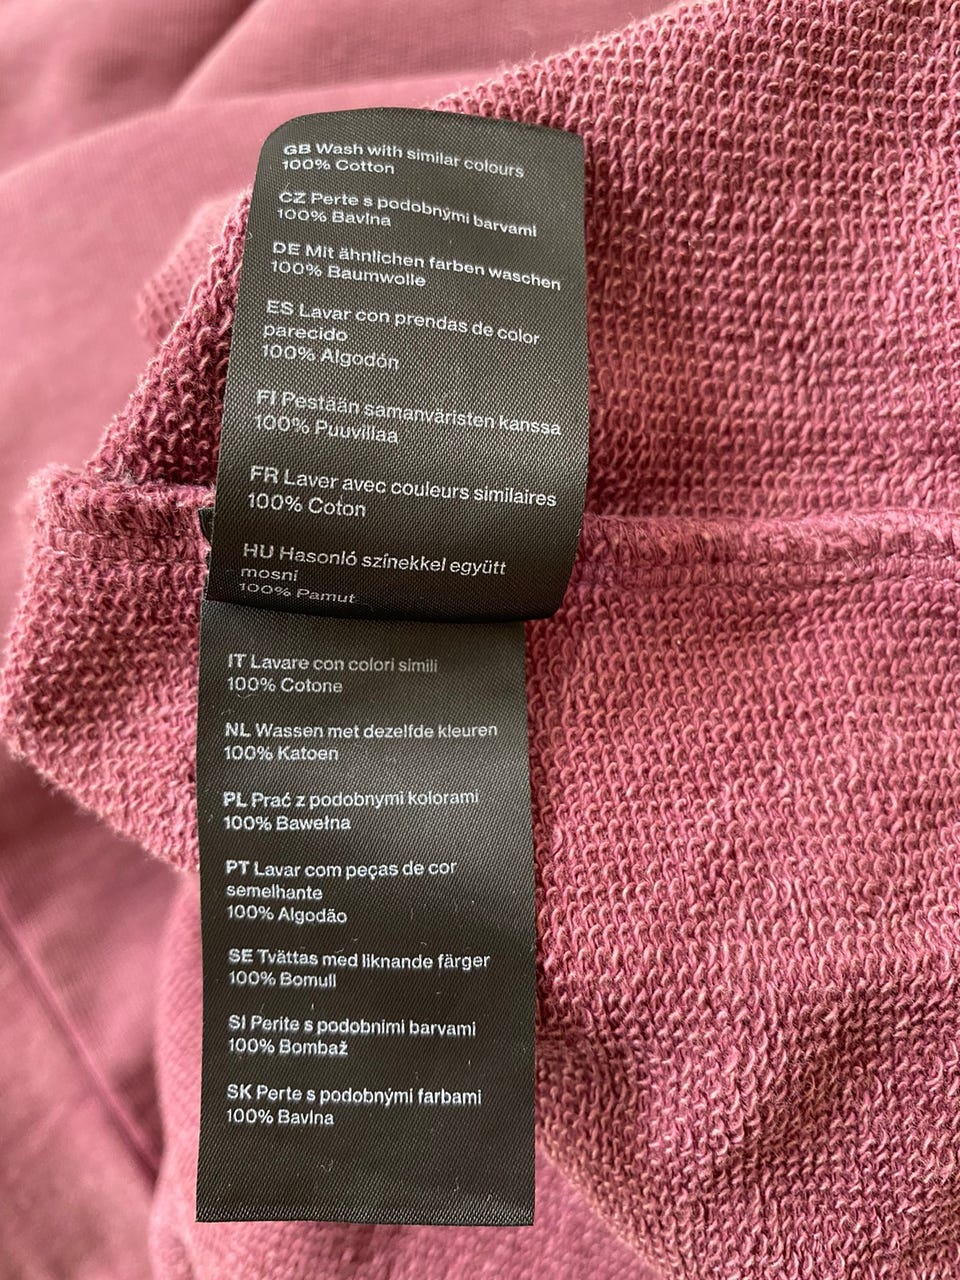 GB Wash with similar colours
100% Cotton
CZ Perte s podobnými barvami
100% Bavlna
DE Mit ähnlichen farben waschen
100% Baumwolle
ES Lavar con prendas de color
parecido
100% Algodón
FI Pestään samanväristen kanssa
100% Puuvillaa
FR Laver avec couleurs similaires
100% Coton
HU Hasonló színekkel együtt
mosni
100% Pamut
IT Lavare con colori simili
100% Cotone
NL Wassen met dezelfde kleuren
100% Katoen
PL Prać z podobnymi kolorami
100% Bawełna
PT Lavar com peças de cor
semelhante
100% Algodão
SE Tvättas med liknande färger
100% Bomull
SI Perite s podobnimi barvami
100% Bombaž
SK Perte s podobnými farbami
100% Bavlna